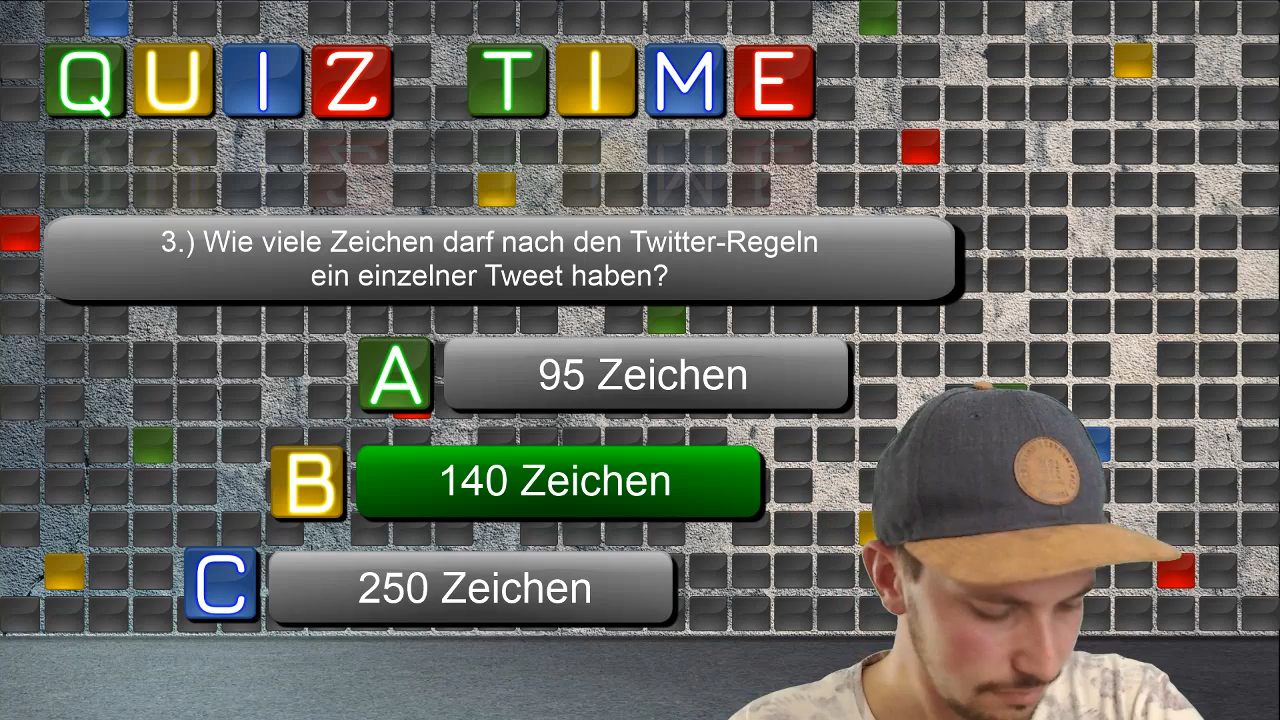 QUIZ TIME
3.) Wie viele Zeichen darf nach den Twitter-Regeln
ein einzelner Tweet haben?
A 95 Zeichen
B 140 Zeichen
C 250 Zeichen